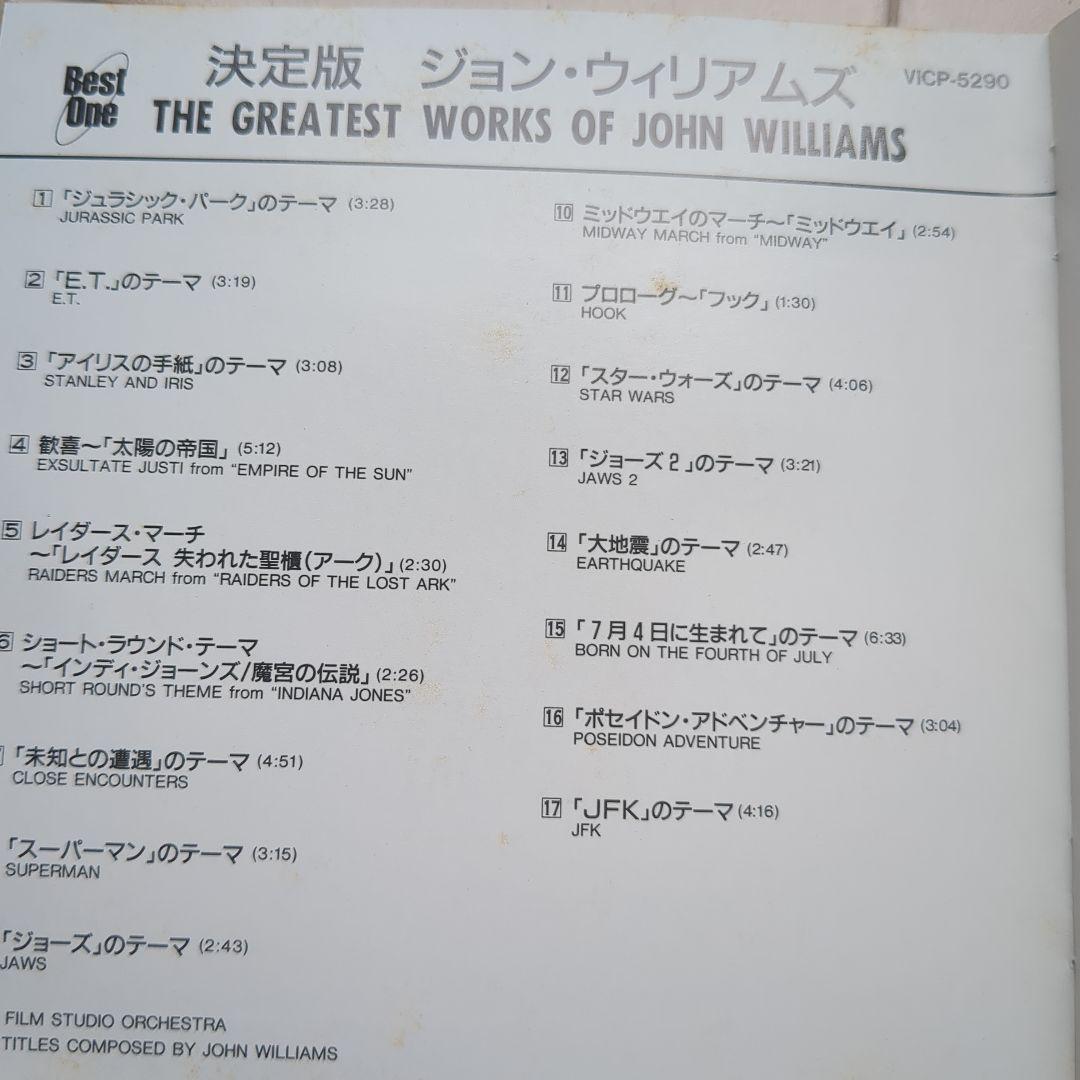 Best
One
決定版 ジョン・ウィリアムズ
VICP-5290
THE GREATEST WORKS OF JOHN WILLIAMS
1 「ジュラシック・パーク」のテーマ (3:28)
JURASSIC PARK
2 「E.T.」のテーマ (3:19)
E.T.
3 「アイリスの手紙」のテーマ (3:08)
STANLEY AND IRIS
4 歓喜〜「太陽の帝国」 (5:12)
EXSULTATE JUSTI from “EMPIRE OF THE SUN”
5 レイダース・マーチ
〜「レイダース 失われた聖櫃(アーク)」 (2:30)
RAIDERS MARCH from “RAIDERS OF THE LOST ARK”
6 ショート・ラウンド・テーマ
〜「インディ・ジョーンズ/魔宮の伝説」 (2:26)
SHORT ROUND'S THEME from “INDIANA JONES”
「未知との遭遇」のテーマ (4:51)
CLOSE ENCOUNTERS
「スーパーマン」のテーマ (3:15)
SUPERMAN
「ジョーズ」のテーマ (2:43)
JAWS
10 ミッドウエイのマーチ〜「ミッドウエイ」 (2:54)
MIDWAY MARCH from “MIDWAY”
11 プロローグ〜「フック」 (1:30)
HOOK
12 「スター・ウォーズ」のテーマ (4:06)
STAR WARS
13 「ジョーズ2」のテーマ (3:21)
JAWS 2
14 「大地震」のテーマ (2:47)
EARTHQUAKE
15 「7月4日に生まれて」のテーマ (6:33)
BORN ON THE FOURTH OF JULY
16 「ポセイドン・アドベンチャー」のテーマ (3:04)
POSEIDON ADVENTURE
17 「JFK」のテーマ (4:16)
JFK
FILM STUDIO ORCHESTRA
TITLES COMPOSED BY JOHN WILLIAMS